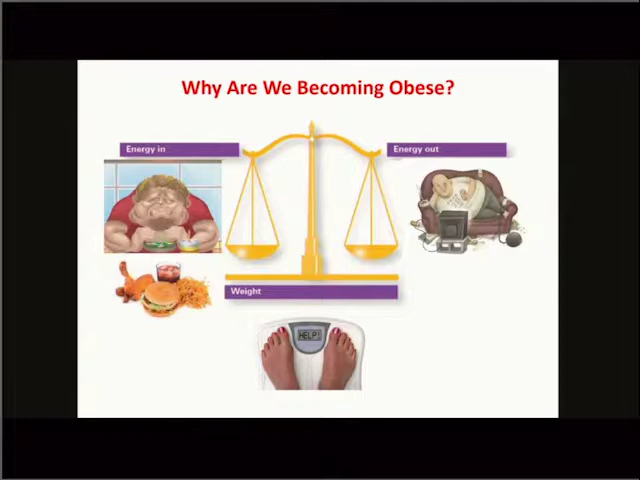 Why Are We Becoming Obese?
Energy in
Energy out
Weight
HELP!